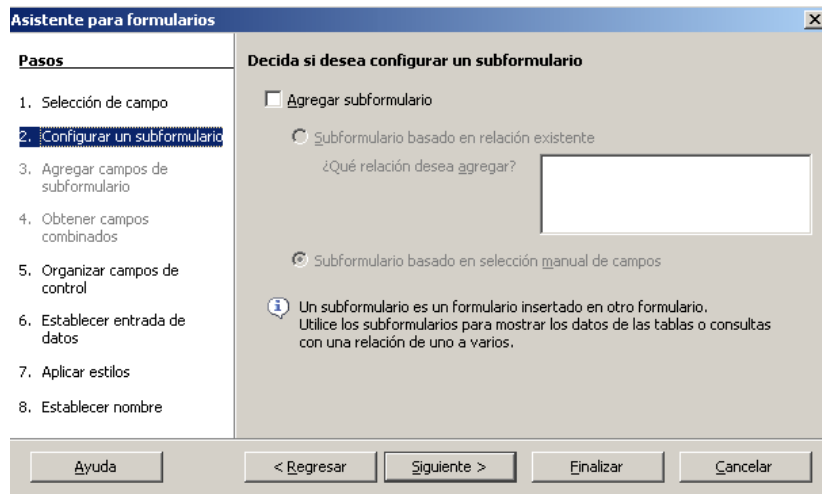 Asistente para formularios
Pasos
1. Selección de campo
2. Configurar un subformulario
3. Agregar campos de
subformulario
4. Obtener campos
combinados
5. Organizar campos de
control
6. Establecer entrada de
datos
7. Aplicar estilos
8. Establecer nombre
Decida si desea configurar un subformulario
Agregar subformulario
Subformulario basado en relación existente
¿Qué relación desea agregar?
Subformulario basado en selección manual de campos
Un subformulario es un formulario insertado en otro formulario.
Utilice los subformularios para mostrar los datos de las tablas o consultas
con una relación de uno a varios.
Ayuda
< Regresar
Siguiente >
Finalizar
Cancelar